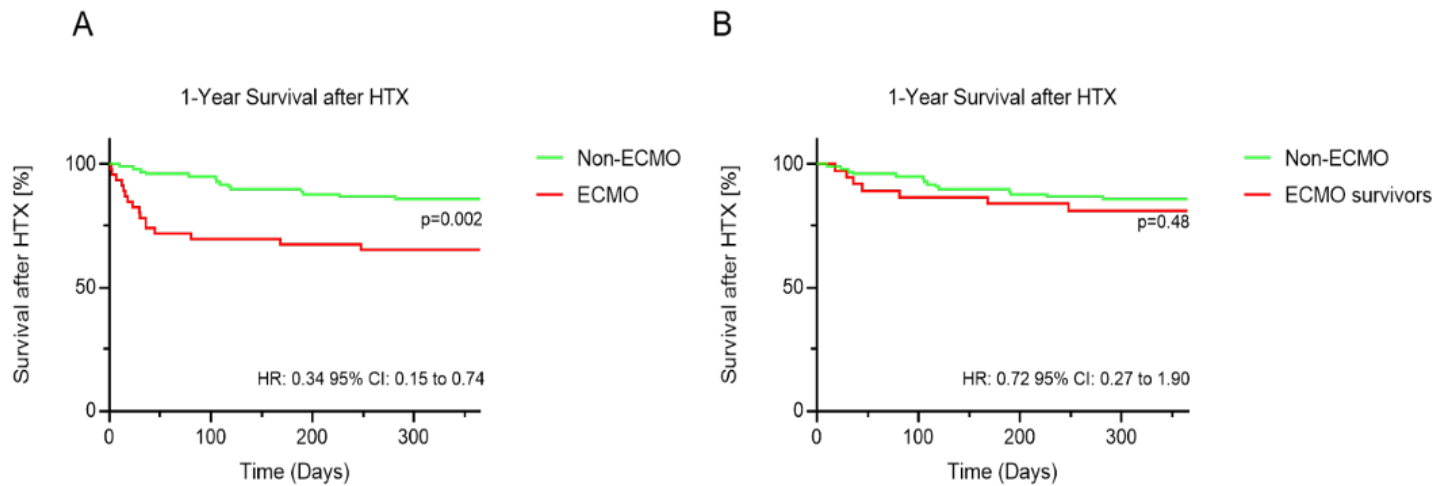 A
1-Year Survival after HTX
Survival after HTX [%]
100
50
0
0 100 200 300
Time (Days)
Non-ECMO
ECMO
p=0.002
HR: 0.34 95% CI: 0.15 to 0.74
B
1-Year Survival after HTX
Survival after HTX [%]
100
50
0
0 100 200 300
Time (Days)
Non-ECMO
ECMO survivors
p=0.48
HR: 0.72 95% CI: 0.27 to 1.90